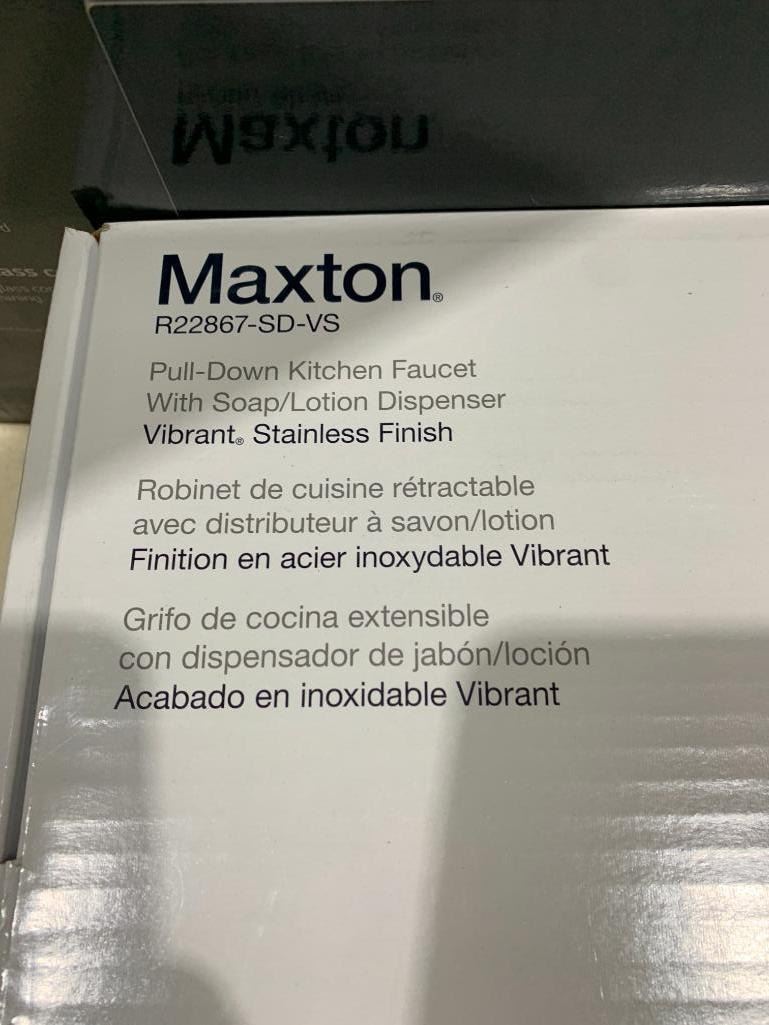 Maxton
Maxton®
R22867-SD-VS
Pull-Down Kitchen Faucet
With Soap/Lotion Dispenser
Vibrant® Stainless Finish
Robinet de cuisine rétractable
avec distributeur à savon/lotion
Finition en acier inoxydable Vibrant
Grifo de cocina extensible
con dispensador de jabón/loción
Acabado en inoxidable Vibrant